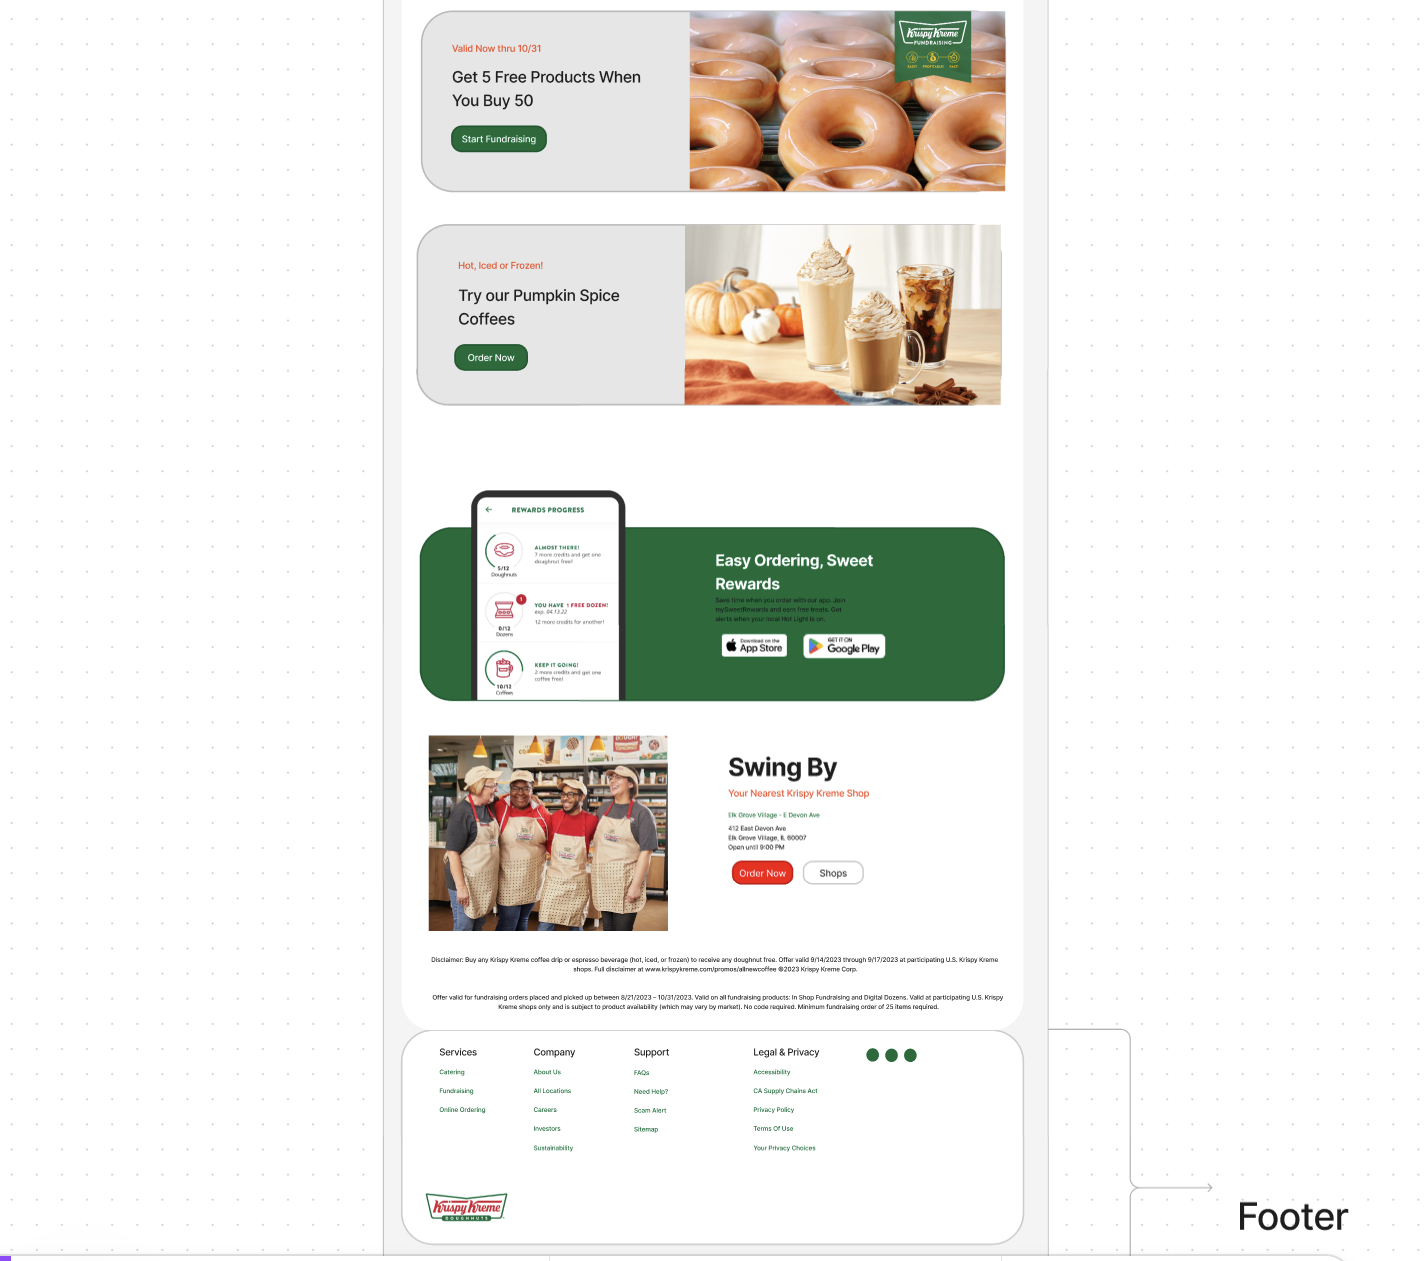 Valid Now thru 10/31
Get 5 Free Products When
You Buy 50
Start Fundraising
Krispy Kreme
FUNDRAISING
EASY PROFITABLE FAST
Hot, Iced or Frozen!
Try our Pumpkin Spice
Coffees
Order Now
REWARDS PROGRESS
ALMOST THERE!
7 more credits and get one
doughnut free!
5/12
Doughnuts
1
YOU HAVE 1 FREE DOZEN!
exp. 04.13.22
12 more credits for another!
0/12
Dozens
KEEP IT GOING!
2 more credits and get one
coffee free!
10/12
Coffees
Easy Ordering, Sweet
Rewards
Save time when you order with our app. Join
mySweetRewards and earn free treats. Get
alerts when your local Hot Light is on.
Download on the
App Store
GET IT ON
Google Play
Swing By
Your Nearest Krispy Kreme Shop
Elk Grove Village - E Devon Ave
412 East Devon Ave
Elk Grove Village, IL 60007
Open until 9:00 PM
Order Now
Shops
Disclaimer: Buy any Krispy Kreme coffee drip or espresso beverage (hot, iced, or frozen) to receive any doughnut free. Offer valid 9/14/2023 through 9/17/2023 at participating U.S. Krispy Kreme
shops. Full disclaimer at www.krispykreme.com/promos/allnewcoffee ©2023 Krispy Kreme Corp.
Offer valid for fundraising orders placed and picked up between 8/21/2023 – 10/31/2023. Valid on all fundraising products: In Shop Fundraising and Digital Dozens. Valid at participating U.S. Krispy
Kreme shops only and is subject to product availability (which may vary by market). No code required. Minimum fundraising order of 25 items required.
Services
Catering
Fundraising
Online Ordering
Company
About Us
All Locations
Careers
Investors
Sustainability
Support
FAQs
Need Help?
Scam Alert
Sitemap
Legal & Privacy
Accessibility
CA Supply Chains Act
Privacy Policy
Terms Of Use
Your Privacy Choices
Krispy Kreme
DOUGHNUTS
Footer